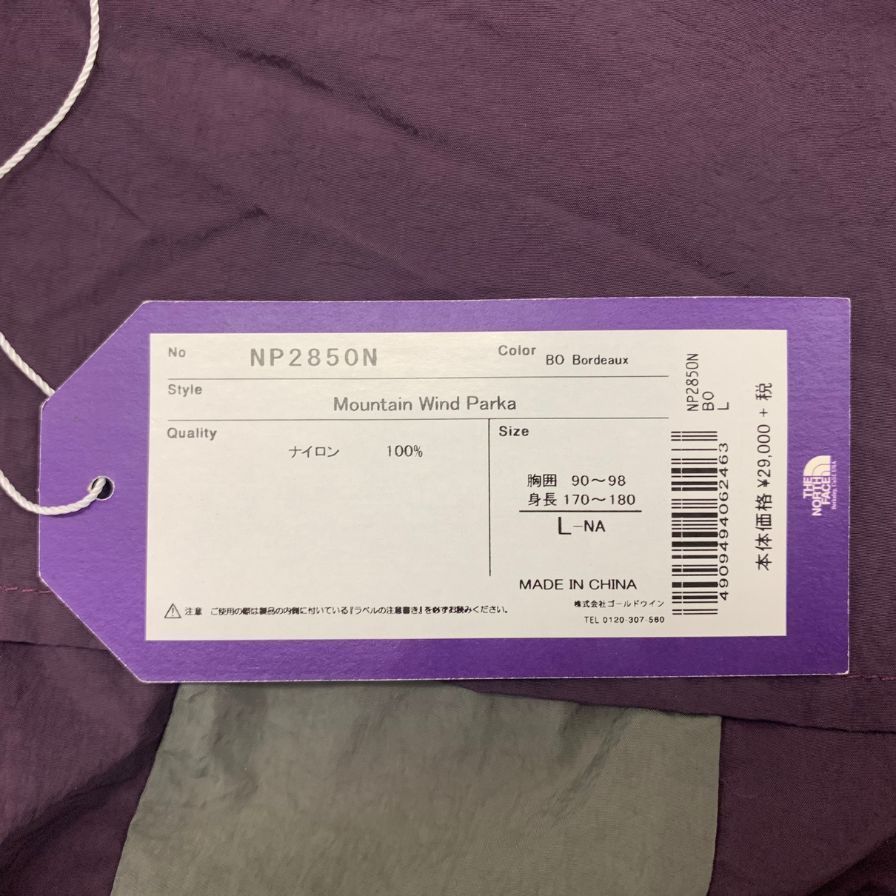 No NP2850N Color BO Bordeaux
Style
Mountain Wind Parka
Quality
ナイロン 100%
Size
胸囲 90～98
身長 170～180
L-NA
MADE IN CHINA
株式会社ゴールドウイン
TEL 0120-307-580
注意 ご使用の際は製品の内側に付いている『ラベルの注意書き』を必ずお読みください。
NP2850N
BO
L
4909494062463
本体価格 ¥29,000 + 税
THE
NORTH
FACE